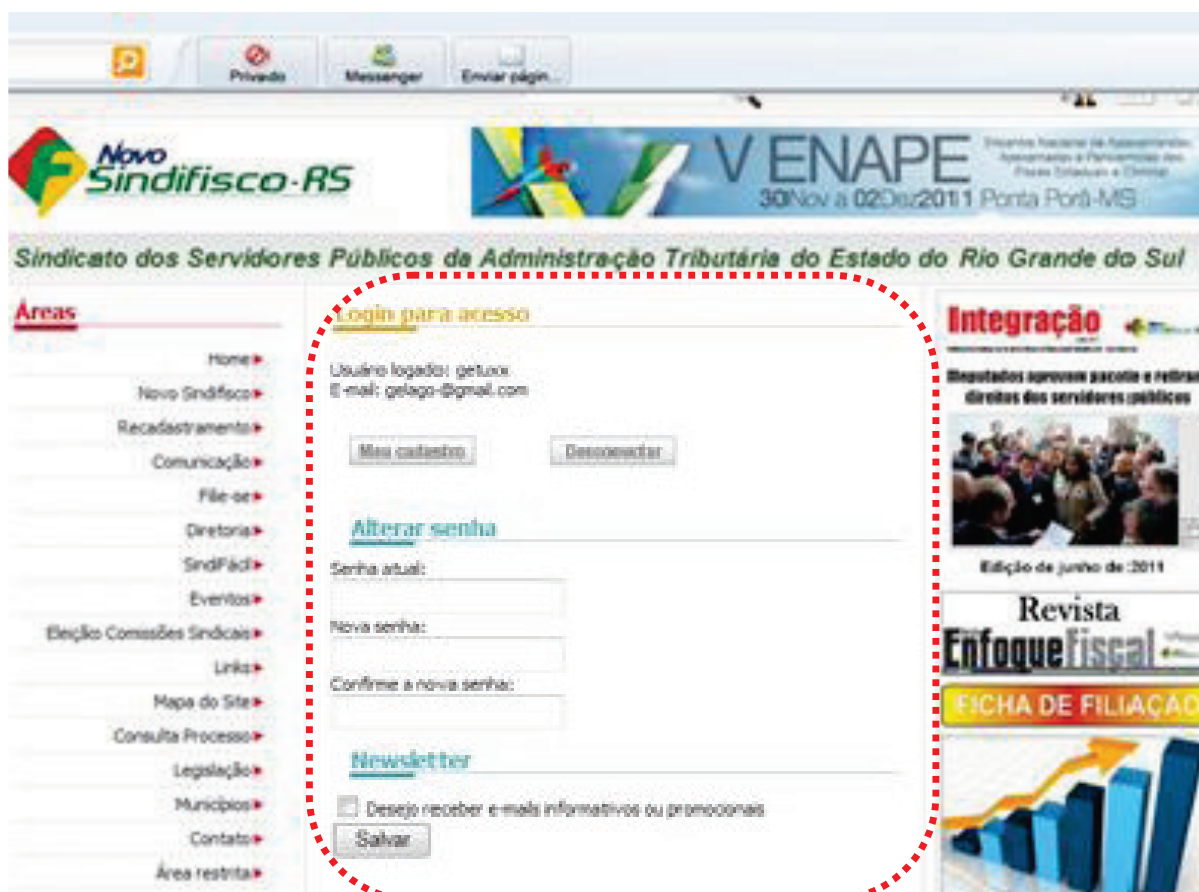 Privado
Messenger
Enviar págin...
Novo
Sindifisco-RS
V ENAPE
30Nov a 02Dez2011 Ponta Porã-MS
Sindicato dos Servidores Públicos da Administração Tributária do Estado do Rio Grande do Sul
Áreas
Home
Novo Sindifisco
Recadastramento
Comunicação
Filie-se
Diretoria
SindiFácil
Eventos
Eleição Comissões Sindicais
Links
Mapa do Site
Consulta Processo
Legislação
Municípios
Contato
Área restrita
Login para acesso
Usuário logado: getuxx
E-mail: gelago-@gmail.com
Meu cadastro
Desconectar
Alterar senha
Senha atual:
Nova senha:
Confirme a nova senha:
Newsletter
Desejo receber e-mails informativos ou promocionais
Salvar
Integração
Deputados aprovam pacote e retiram
direitos dos servidores públicos
Edição de junho de :2011
Revista
Enfoque Fiscal
FICHA DE FILIAÇÃO